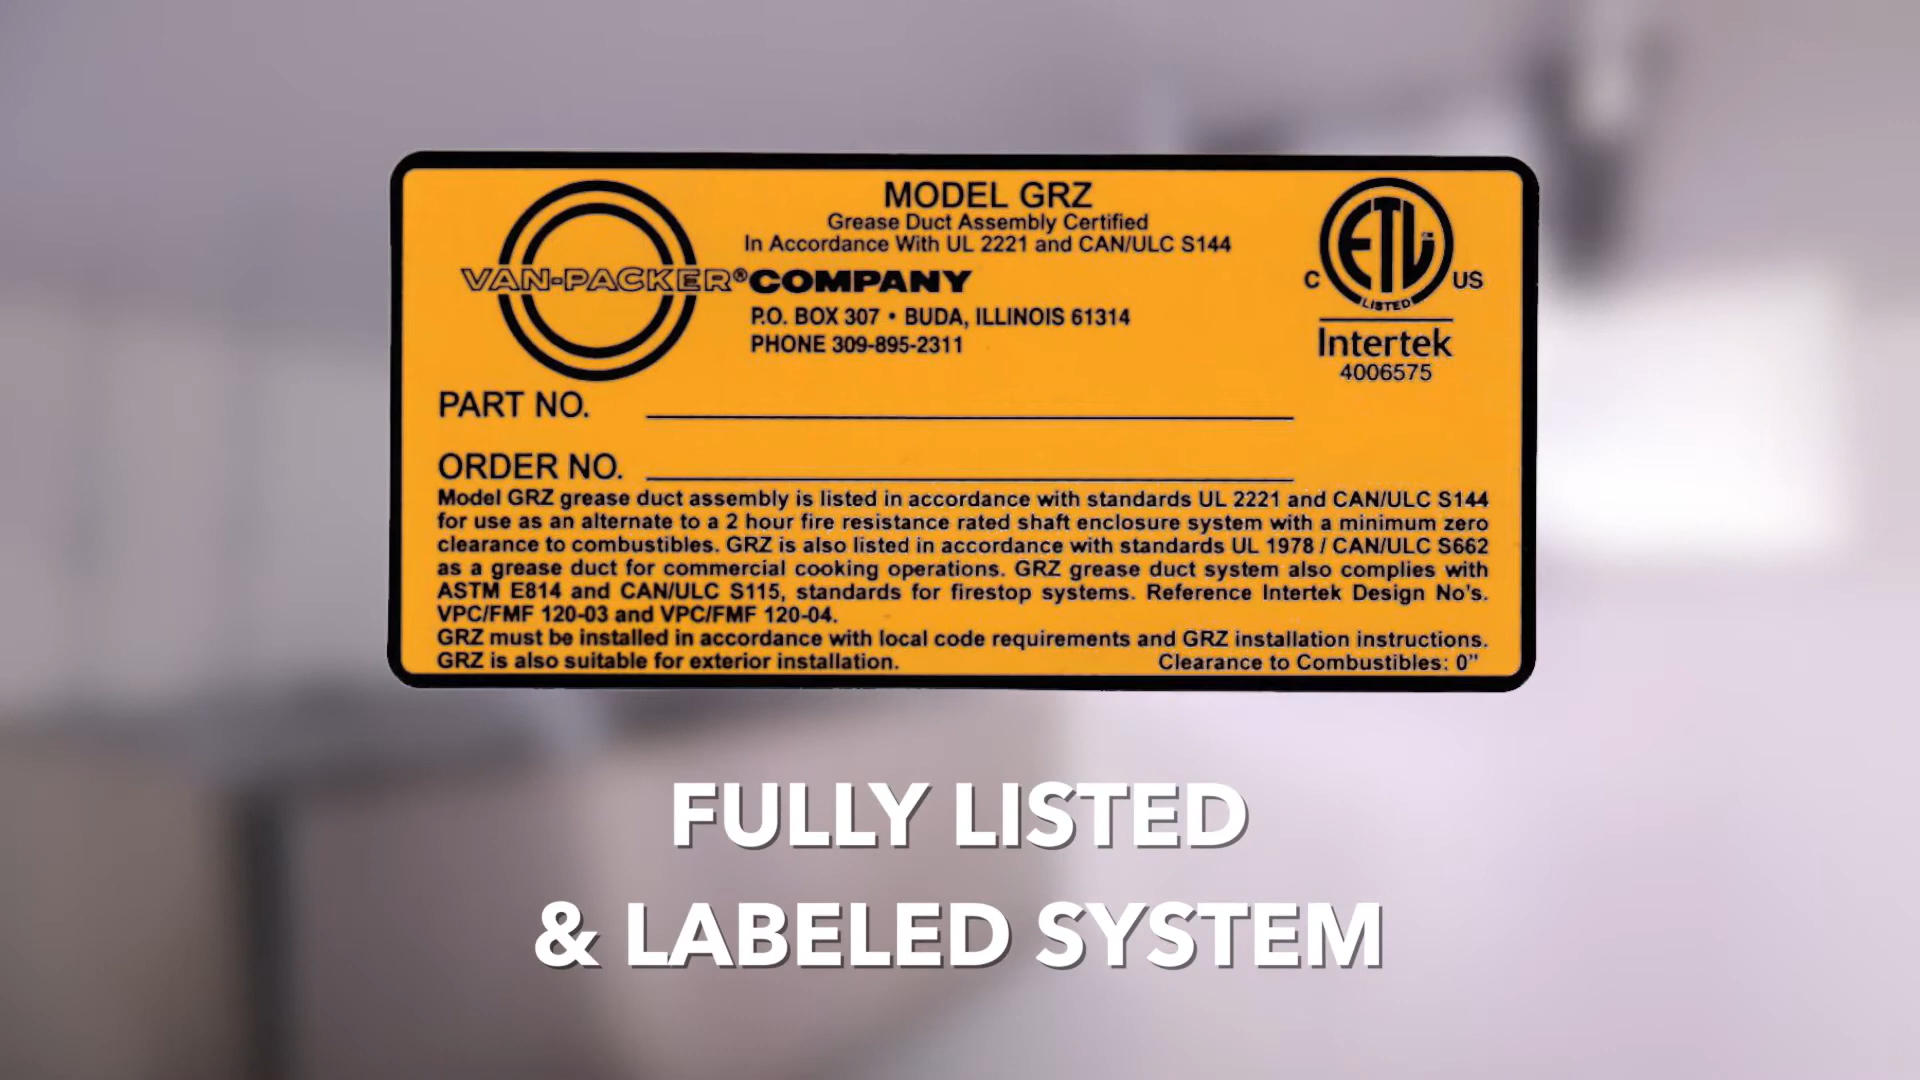 MODEL GRZ
Grease Duct Assembly Certified
In Accordance With UL 2221 and CAN/ULC S144
VAN-PACKER® COMPANY
P.O. BOX 307 • BUDA, ILLINOIS 61314
PHONE 309-895-2311
C ETL US
LISTED
Intertek
4006575
PART NO.
ORDER NO.
Model GRZ grease duct assembly is listed in accordance with standards UL 2221 and CAN/ULC S144
for use as an alternate to a 2 hour fire resistance rated shaft enclosure system with a minimum zero
clearance to combustibles. GRZ is also listed in accordance with standards UL 1978 / CAN/ULC S662
as a grease duct for commercial cooking operations. GRZ grease duct system also complies with
ASTM E814 and CAN/ULC S115, standards for firestop systems. Reference Intertek Design No's.
VPC/FMF 120-03 and VPC/FMF 120-04.
GRZ must be installed in accordance with local code requirements and GRZ installation instructions.
GRZ is also suitable for exterior installation. Clearance to Combustibles: 0"
FULLY LISTED
& LABELED SYSTEM